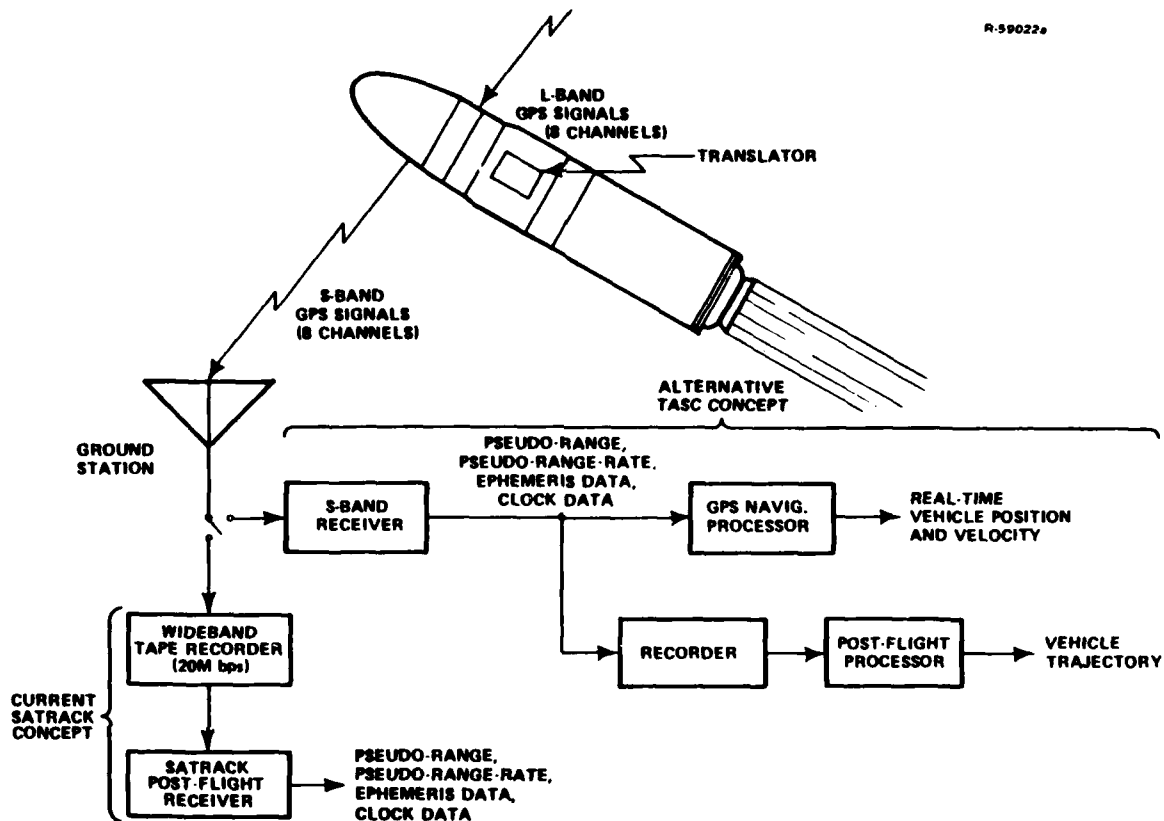 R-59022a
L-BAND
GPS SIGNALS
(8 CHANNELS)
TRANSLATOR
S-BAND
GPS SIGNALS
(8 CHANNELS)
ALTERNATIVE
TASC CONCEPT
GROUND
STATION
PSEUDO-RANGE,
PSEUDO-RANGE-RATE,
EPHEMERIS DATA,
CLOCK DATA
S-BAND
RECEIVER
GPS NAVIG.
PROCESSOR
REAL-TIME
VEHICLE POSITION
AND VELOCITY
WIDEBAND
TAPE RECORDER
(20M bps)
RECORDER
POST-FLIGHT
PROCESSOR
VEHICLE
TRAJECTORY
CURRENT
SATRACK
CONCEPT
SATRACK
POST-FLIGHT
RECEIVER
PSEUDO-RANGE,
PSEUDO-RANGE-RATE,
EPHEMERIS DATA,
CLOCK DATA